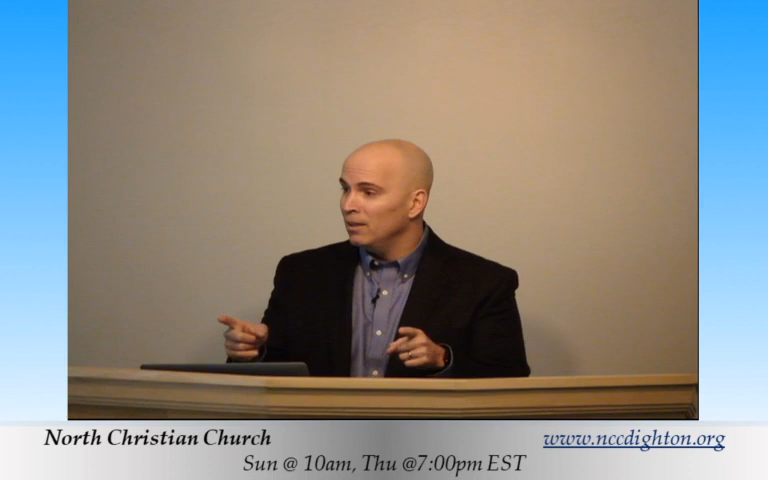 North Christian Church www.nccdighton.org
Sun @ 10am, Thu @7:00pm EST